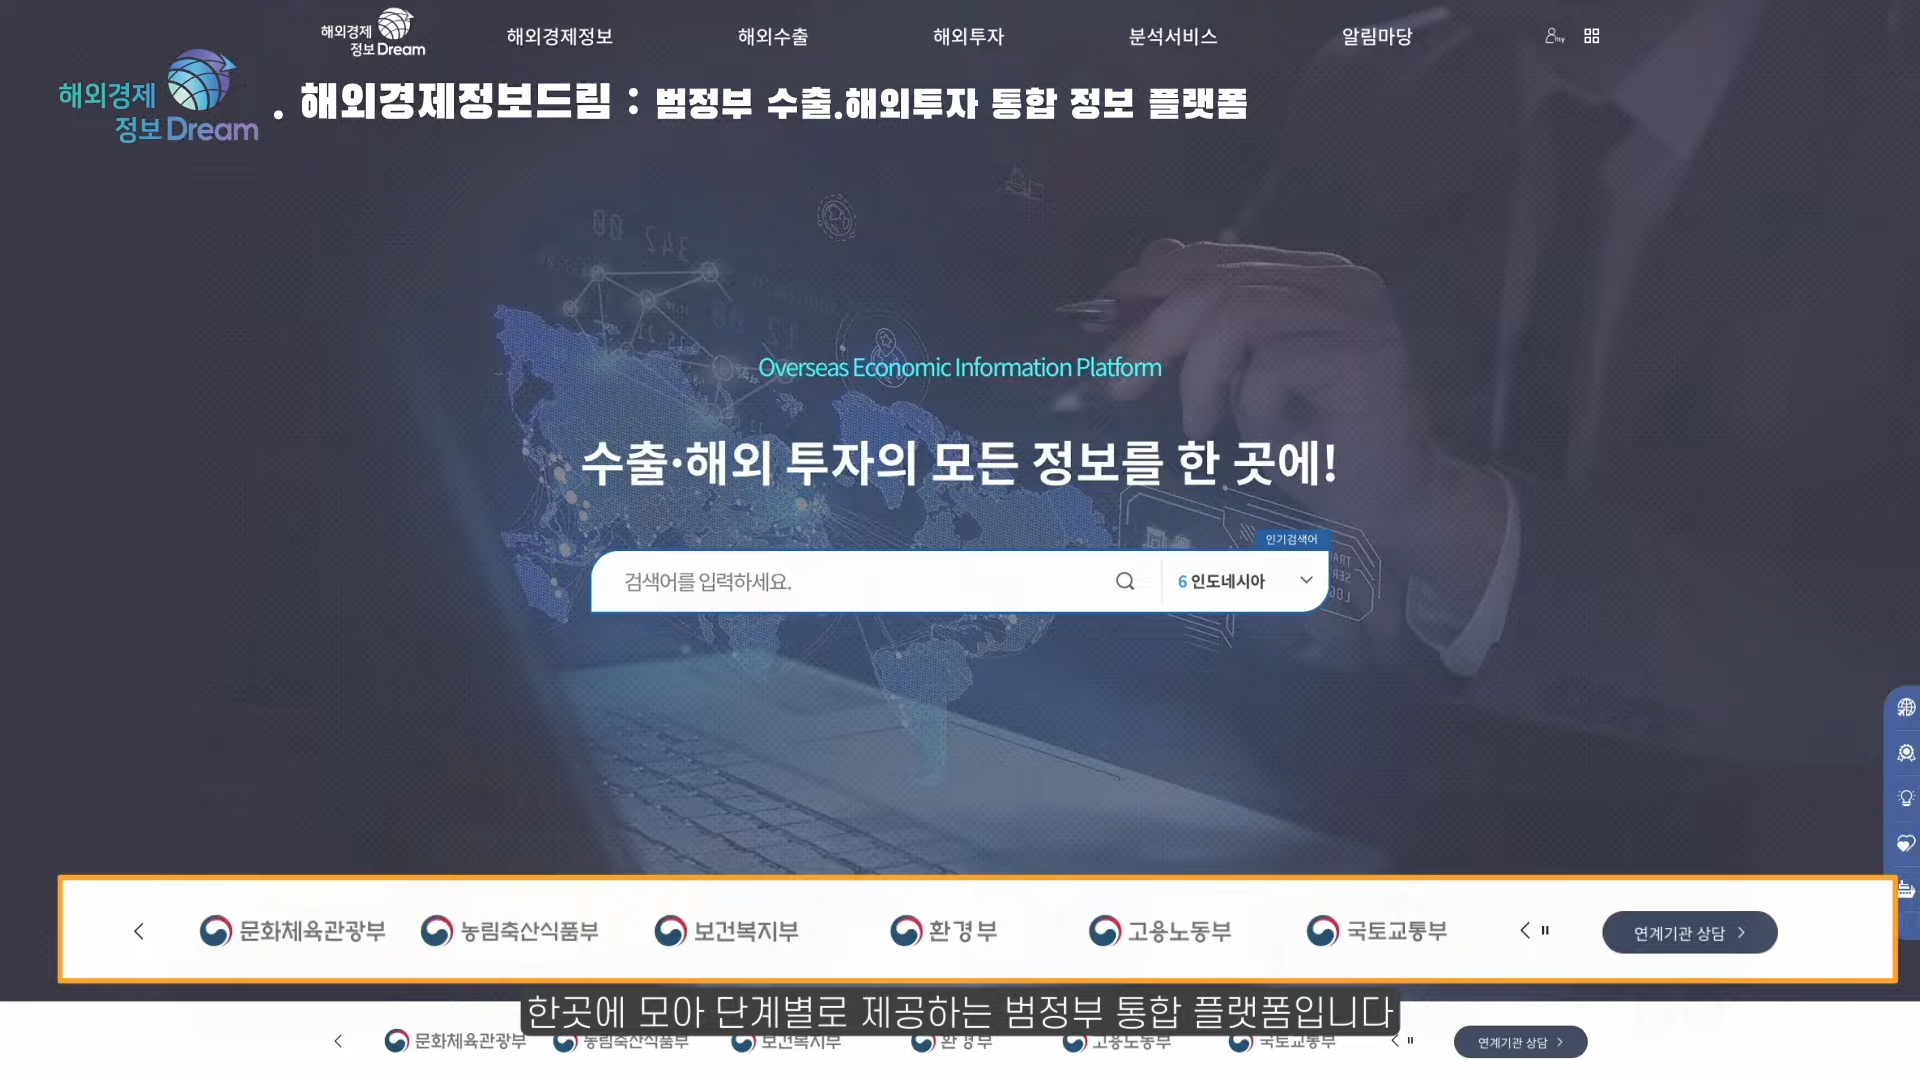 해외경제
정보 Dream
해외경제정보
해외수출
해외투자
분석서비스
알림마당
my
해외경제
정보 Dream
. 해외경제정보드림 : 범정부 수출.해외투자 통합 정보 플랫폼
Overseas Economic Information Platform
수출·해외 투자의 모든 정보를 한 곳에!
인기검색어
검색어를 입력하세요.
6 인도네시아
문화체육관광부
농림축산식품부
보건복지부
환경부
고용노동부
국토교통부
연계기관 상담
한곳에 모아 단계별로 제공하는 범정부 통합 플랫폼입니다
문화체육관광부
농림축산식품부
보건복지부
환경부
고용노동부
국토교통부
연계기관 상담